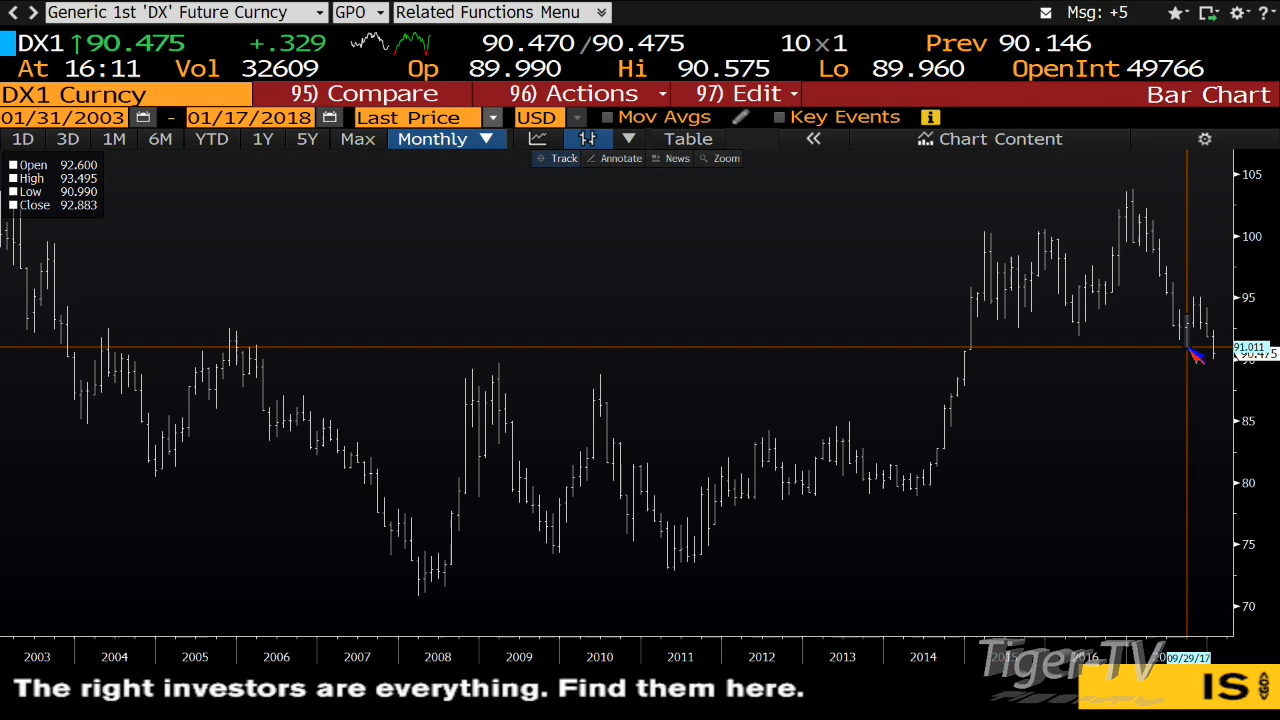 Generic 1st 'DX' Future Curncy GPO Related Functions Menu Msg: +5
DX1 ↑90.475 +.329 90.470/90.475 10x1 Prev 90.146
At 16:11 Vol 32609 Op 89.990 Hi 90.575 Lo 89.960 OpenInt 49766
DX1 Curncy 95) Compare 96) Actions 97) Edit Bar Chart
01/31/2003 - 01/17/2018 Last Price USD Mov Avgs Key Events
1D 3D 1M 6M YTD 1Y 5Y Max Monthly ▼ Table « Chart Content
Track Annotate News Zoom
Open 92.600
High 93.495
Low 90.990
Close 92.883
105
100
95
91.011
90.475
85
80
75
70
2003 2004 2005 2006 2007 2008 2009 2010 2011 2012 2013 2014 2015 2016 09/29/17
Tiger-TV
The right investors are everything. Find them here.
IS